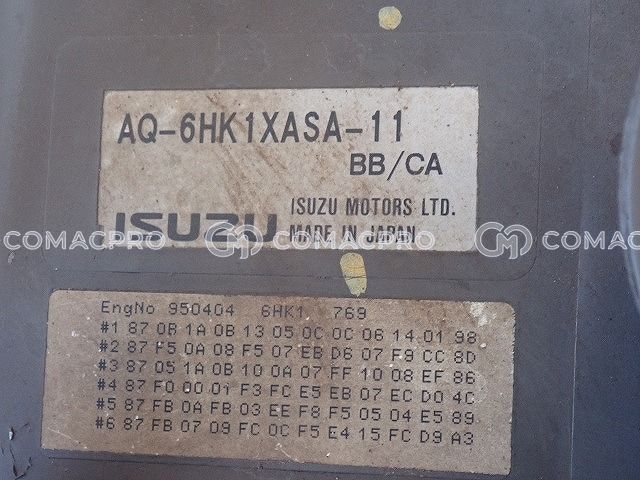 AQ-6HK1XASA-11
BB/CA
ISUZU
ISUZU MOTORS LTD.
MADE IN JAPAN
COMACPRO COMACPRO COMACPRO
EngNo 950404 6HK1 769
#1 87 0B 1A 0B 13 05 0C 0C 06 14 01 98
#2 87 F5 0A 08 F5 07 EB D6 07 F9 CC 8D
#3 87 05 1A 0B 10 0A 07 FF 10 08 EF 86
#4 87 F0 00 01 F3 FC E5 EB 07 EC D0 4C
#5 87 FB 0A FB 03 EE F8 F5 05 04 E5 89
#6 87 FB 07 09 FC 0C F5 E4 15 FC D9 A3